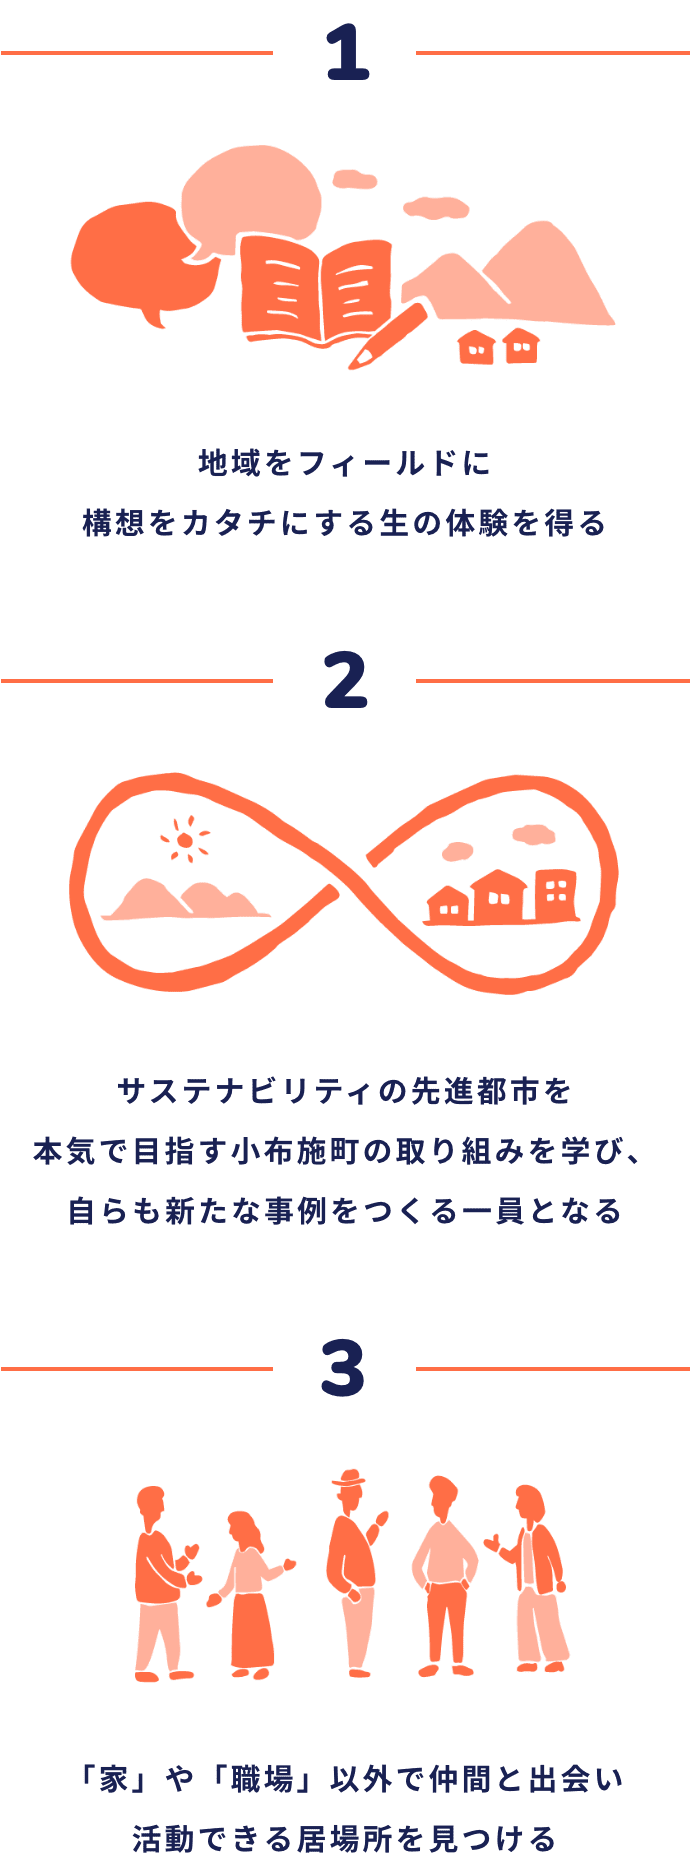 1
地域をフィールドに
構想をカタチにする生の体験を得る
2
サステナビリティの先進都市を
本気で目指す小布施町の取り組みを学び、
自らも新たな事例をつくる一員となる
3
「家」や「職場」以外で仲間と出会い
活動できる居場所を見つける